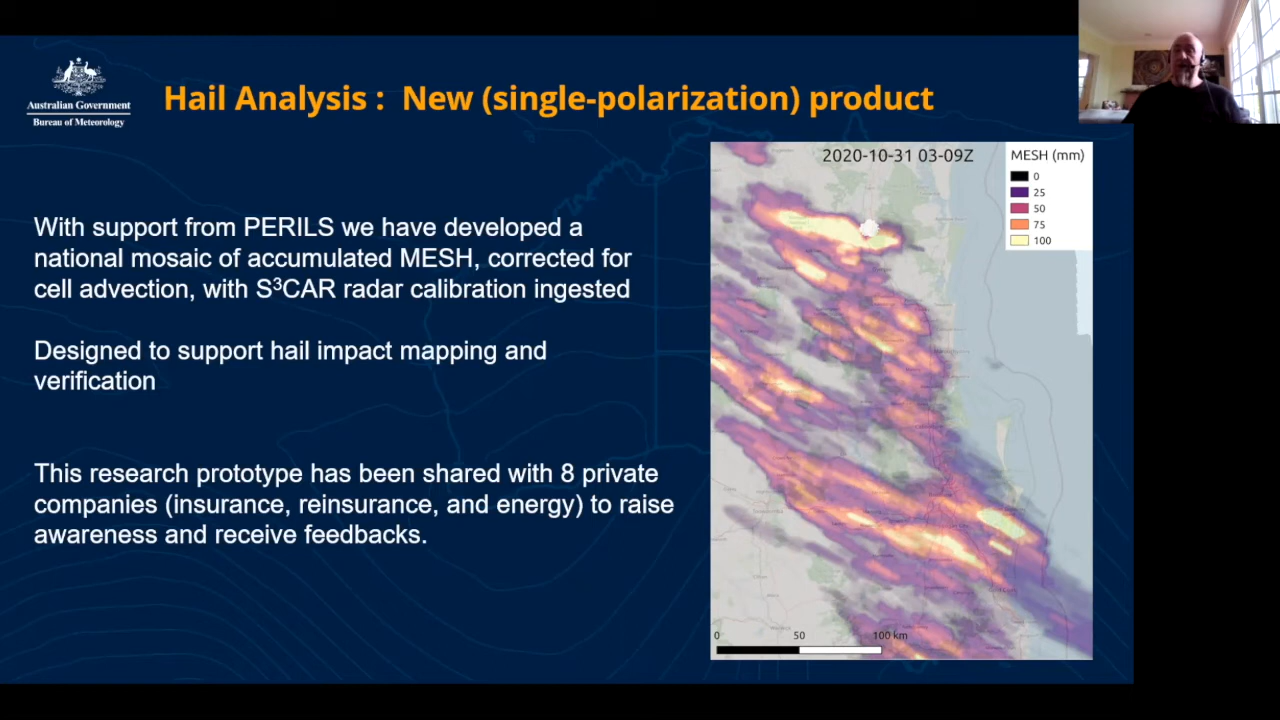 Australian Government
Bureau of Meteorology
Hail Analysis : New (single-polarization) product
With support from PERILS we have developed a
national mosaic of accumulated MESH, corrected for
cell advection, with S³CAR radar calibration ingested
Designed to support hail impact mapping and
verification
This research prototype has been shared with 8 private
companies (insurance, reinsurance, and energy) to raise
awareness and receive feedbacks.
2020-10-31 03-09Z
MESH (mm)
0
25
50
75
100
0 50 100 km